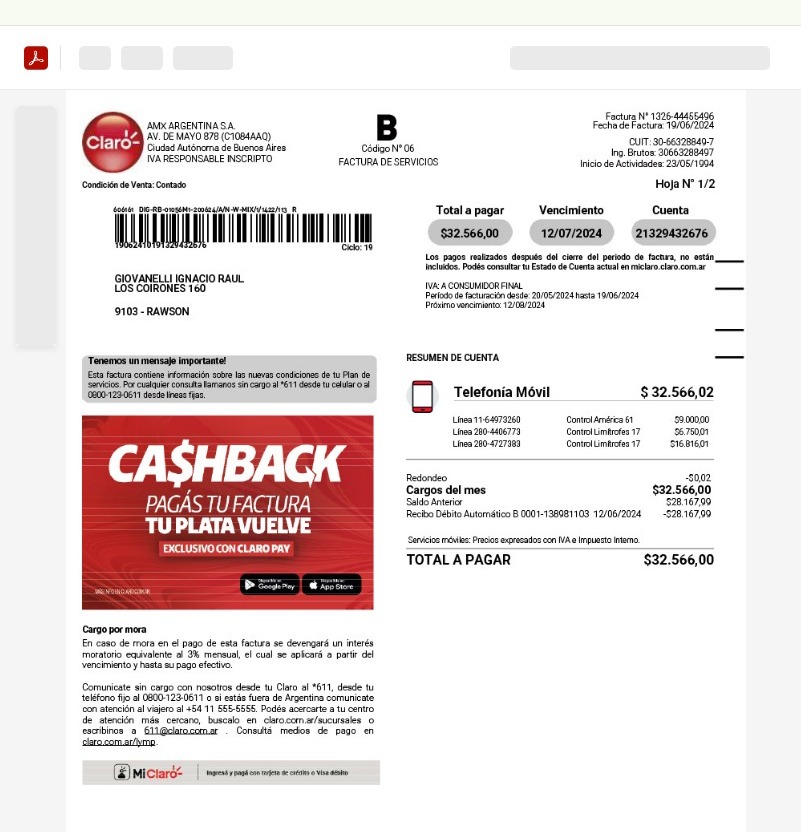 Claro
AMX ARGENTINA S.A.
AV. DE MAYO 878 (C1084AAQ)
Ciudad Autónoma de Buenos Aires
IVA RESPONSABLE INSCRIPTO
B
Código N° 06
FACTURA DE SERVICIOS
Factura N° 1326-44455496
Fecha de Factura: 19/06/2024
CUIT: 30-66328849-7
Ing. Brutos: 30663288497
Inicio de Actividades: 23/05/1994
Condición de Venta: Contado
Hoja N° 1/2
606161 DIG-RB-01056M1-200624/A/N-W-MIX/1/1422/113 R
19062410191329432676
Ciclo: 19
GIOVANELLI IGNACIO RAUL
LOS COIRONES 160
9103 - RAWSON
Total a pagar Vencimiento Cuenta
$32.566,00 12/07/2024 21329432676
Los pagos realizados después del cierre del periodo de factura, no están
incluidos. Podés consultar tu Estado de Cuenta actual en miclaro.claro.com.ar
IVA: A CONSUMIDOR FINAL
Período de facturación desde: 20/05/2024 hasta 19/06/2024
Próximo vencimiento: 12/08/2024
Tenemos un mensaje importante!
Esta factura contiene información sobre las nuevas condiciones de tu Plan de
servicios. Por cualquier consulta llamanos sin cargo al *611 desde tu celular o al
0800-123-0611 desde líneas fijas.
CA$HBACK
PAGÁS TU FACTURA
TU PLATA VUELVE
EXCLUSIVO CON CLARO PAY
Google Play
App Store
Cargo por mora
En caso de mora en el pago de esta factura se devengará un interés
moratorio equivalente al 3% mensual, el cual se aplicará a partir del
vencimiento y hasta su pago efectivo.
Comunicate sin cargo con nosotros desde tu Claro al *611, desde tu
teléfono fijo al 0800-123-0611 o si estás fuera de Argentina comunicate
con atención al viajero al +54 11 555-5555. Podés acercarte a tu centro
de atención más cercano, buscalo en claro.com.ar/sucursales o
escribinos a 611@claro.com.ar . Consultá medios de pago en
claro.com.ar/lymp.
Mi Claro
Ingresá y pagá con tarjeta de crédito o Visa débito
RESUMEN DE CUENTA
Telefonía Móvil $ 32.566,02
Línea 11-64973260 Control América 61 $9.000,00
Línea 280-4406773 Control Limítrofes 17 $6.750,01
Línea 280-4727383 Control Limítrofes 17 $16.816,01
Redondeo -$0,02
Cargos del mes $32.566,00
Saldo Anterior $28.167,99
Recibo Débito Automático B 0001-138981103 12/06/2024 -$28.167,99
Servicios móviles: Precios expresados con IVA e Impuesto Interno.
TOTAL A PAGAR $32.566,00